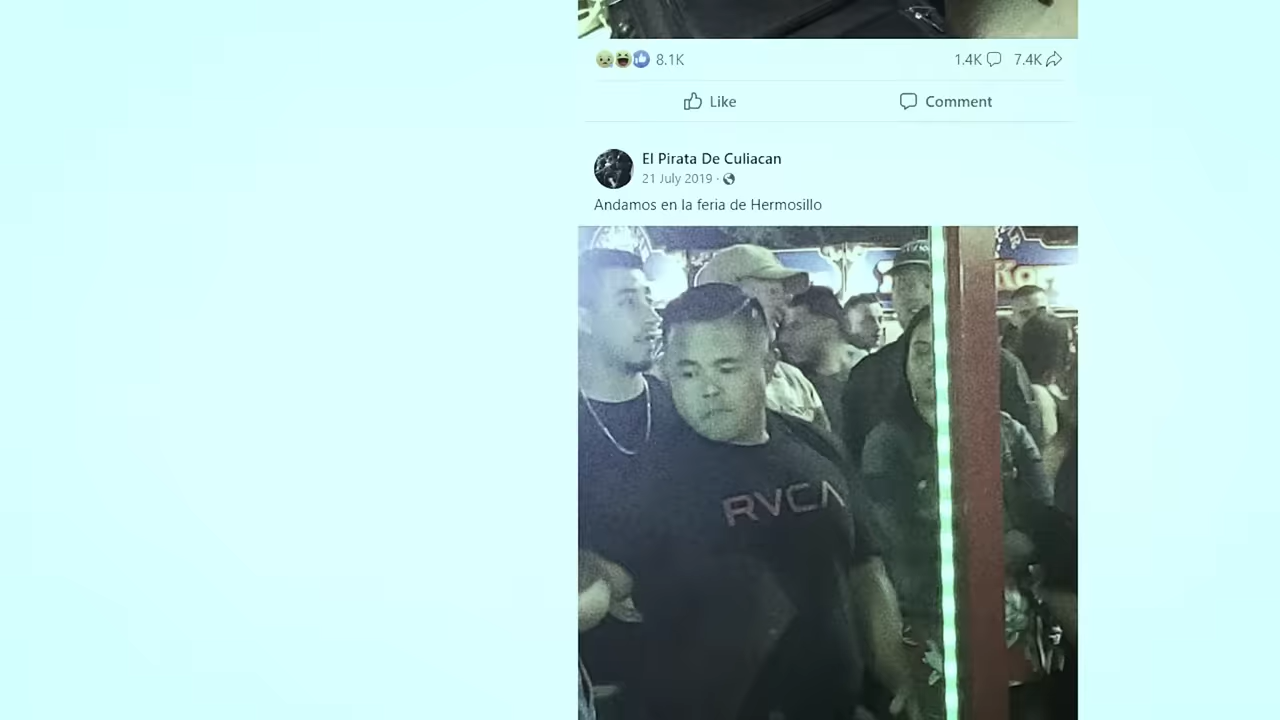 8.1K
1.4K
7.4K
Like
Comment
El Pirata De Culiacan
21 July 2019 ·
Andamos en la feria de Hermosillo
RVCA